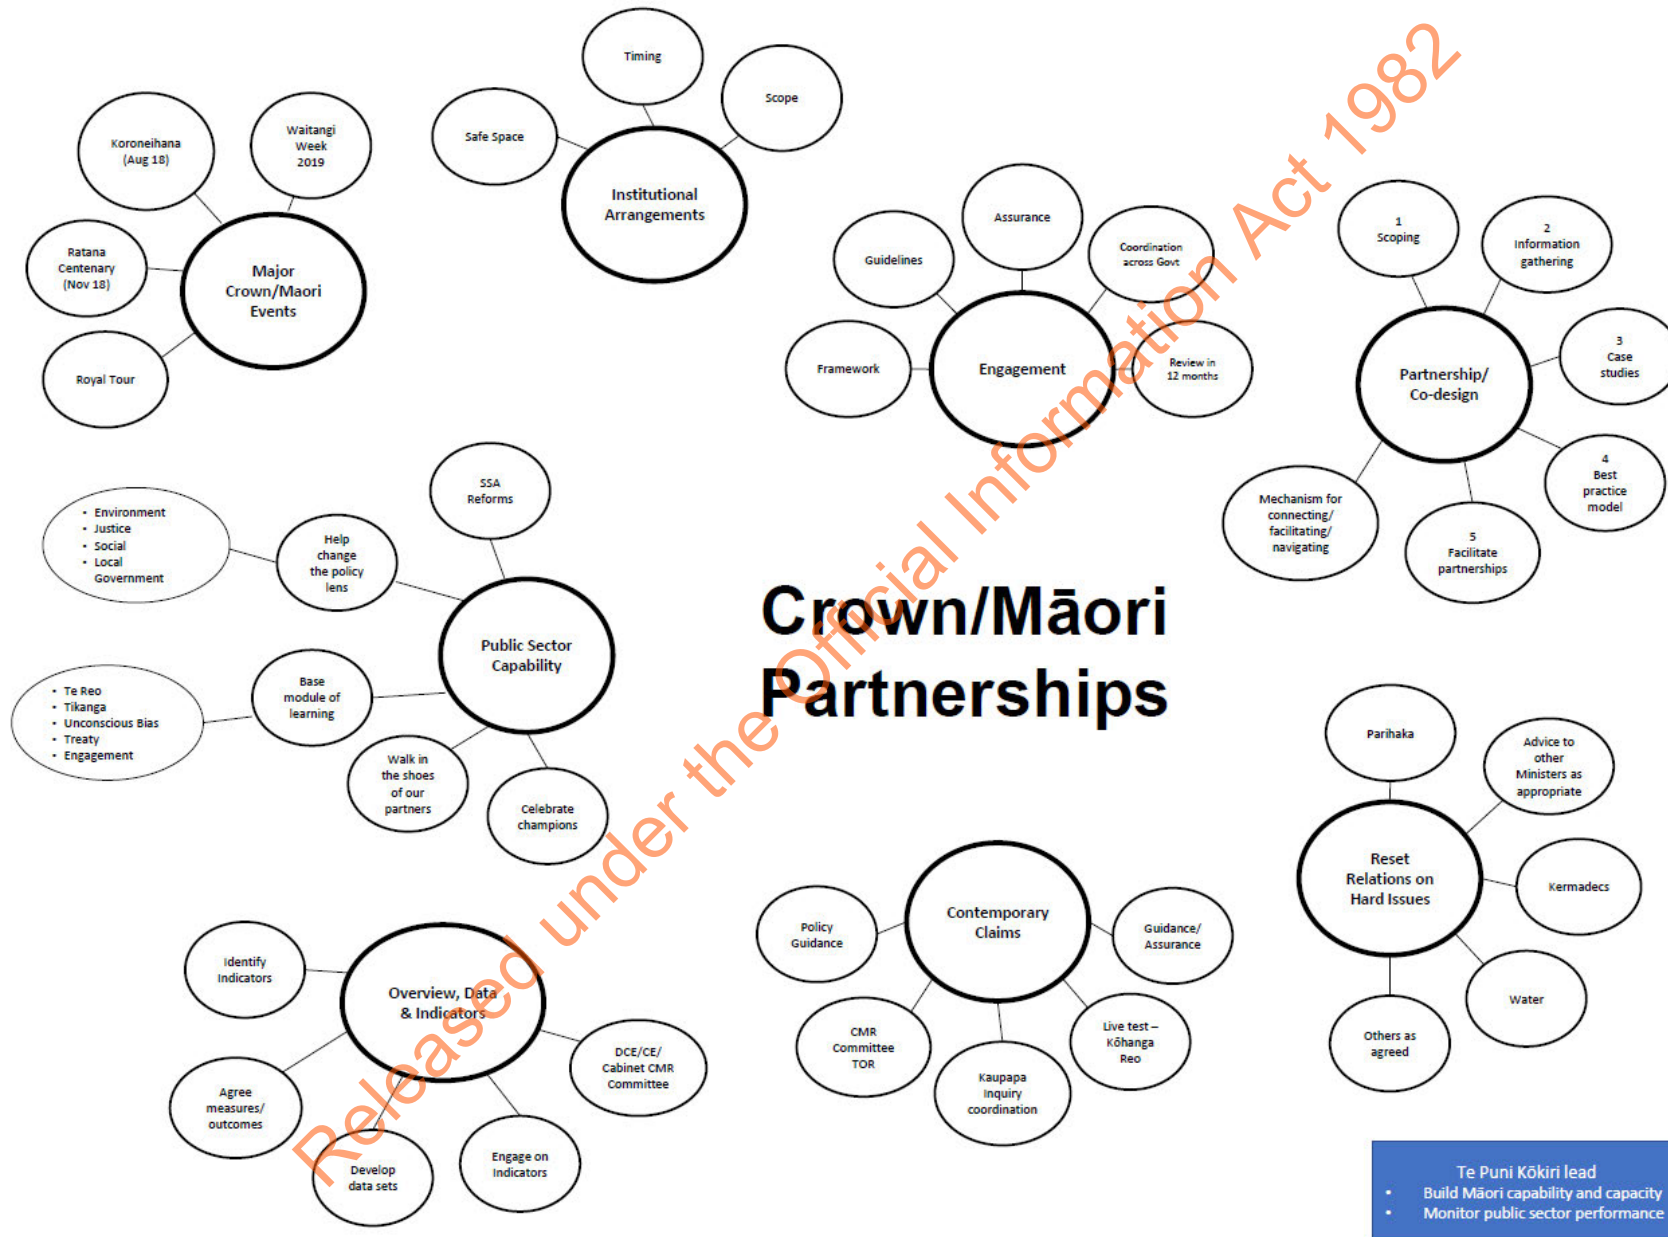 Timing
Scope
Safe Space
Institutional
Arrangements
Koroneihana
(Aug 18)
Waitangi
Week
2019
Ratana
Centenary
(Nov 18)
Royal Tour
Major
Crown/Maori
Events
Assurance
Guidelines
Coordination
across Govt
Framework
Review in
12 months
Engagement
1
Scoping
2
Information
gathering
3
Case
studies
4
Best
practice
model
5
Facilitate
partnerships
Mechanism for
connecting/
facilitating/
navigating
Partnership/
Co-design
SSA
Reforms
Help
change
the policy
lens
• Environment
• Justice
• Social
• Local
Government
Public Sector
Capability
Base
module of
learning
• Te Reo
• Tikanga
• Unconscious Bias
• Treaty
• Engagement
Walk in
the shoes
of our
partners
Celebrate
champions
Crown/Māori
Partnerships
Parihaka
Advice to
other
Ministers as
appropriate
Kermadecs
Water
Others as
agreed
Reset
Relations on
Hard Issues
Identify
Indicators
Overview, Data
& Indicators
Agree
measures/
outcomes
Develop
data sets
Engage on
Indicators
DCE/CE/
Cabinet CMR
Committee
Contemporary
Claims
Policy
Guidance
CMR
Committee
TOR
Kaupapa
Inquiry
coordination
Live test –
Kōhanga
Reo
Guidance/
Assurance
Te Puni Kōkiri lead
• Build Māori capability and capacity
• Monitor public sector performance
Released under the Official Information Act 1982